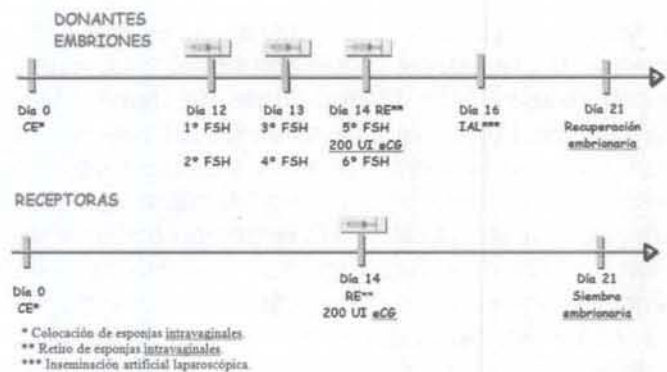 DONANTES
EMBRIONES
Día 0
CE*
Día 12
1° FSH
2° FSH
Día 13
3° FSH
4° FSH
Día 14 RE**
5° FSH
200 UI eCG
6° FSH
Día 16
IAL***
Día 21
Recuperación
embrionaria
RECEPTORAS
Día 0
CE*
Día 14
RE**
200 UI eCG
Día 21
Siembra
embrionaria
* Colocación de esponjas intravaginales.
** Retiro de esponjas intravaginales.
*** Inseminación artificial laparoscópica.